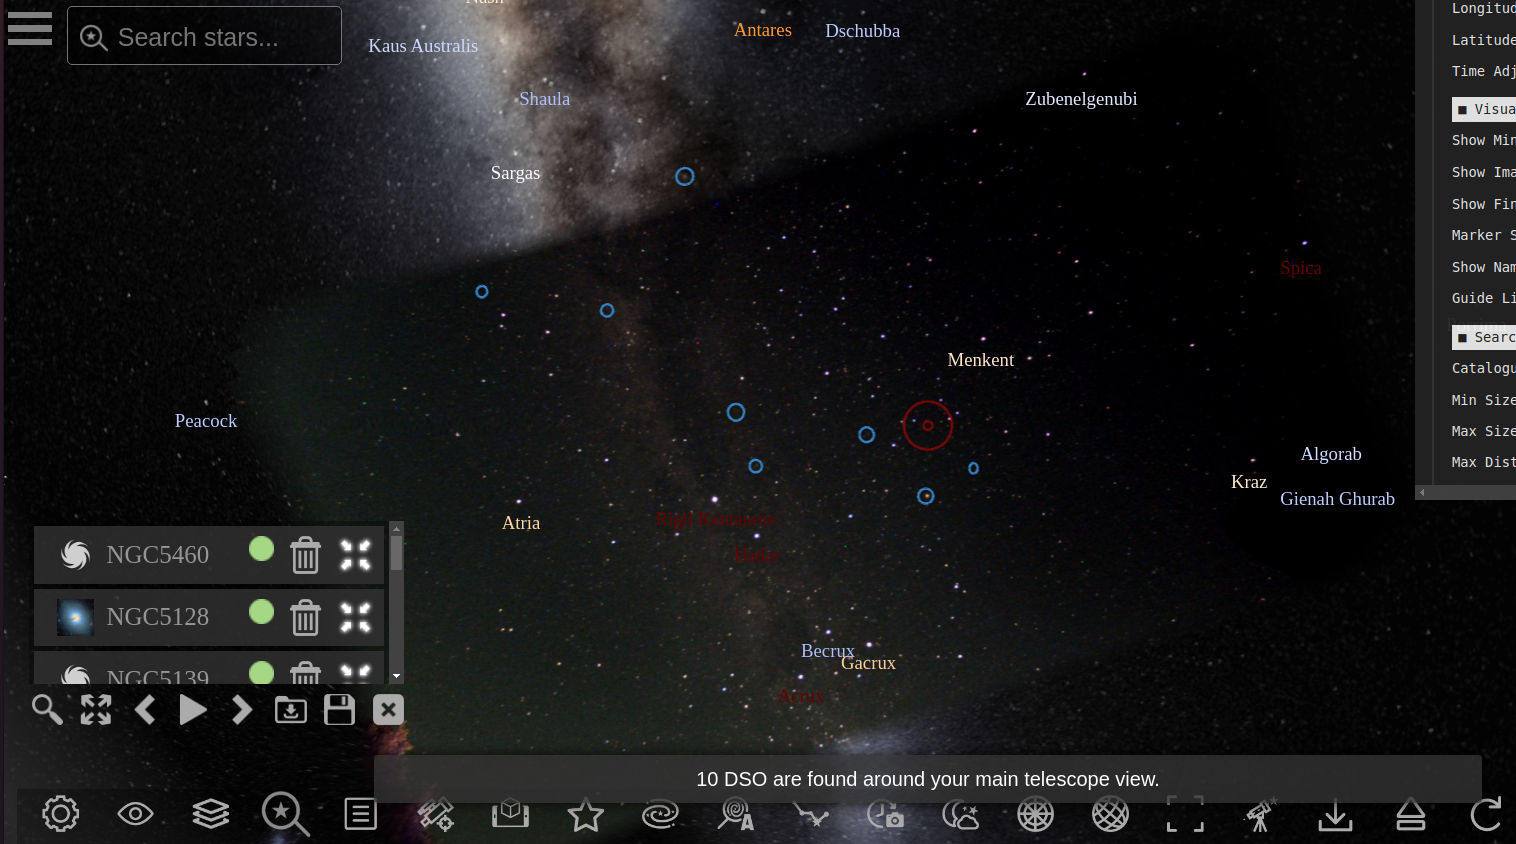 Nash
Search stars...
Kaus Australis
Antares
Dschubba
Shaula
Zubenelgenubi
Sargas
Spica
Menkent
Peacock
Algorab
Kraz
Gienah Ghurab
Atria
Rigil Kentaurus
Hadar
Becrux
Gacrux
Acrux
NGC5460
NGC5128
NGC5139
10 DSO are found around your main telescope view.
A
Longitud
Latitude
Time Adj
■ Visua
Show Min
Show Ima
Show Fin
Marker S
Show Nam
Guide Li
■ Searc
Catalogu
Min Size
Max Size
Max Dist